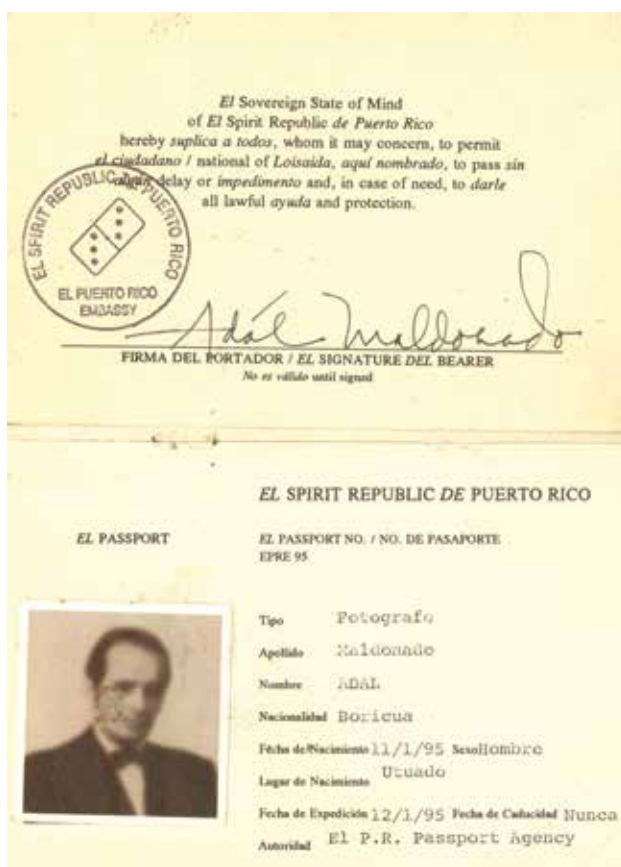 El Sovereign State of Mind
of El Spirit Republic de Puerto Rico
hereby suplica a todos, whom it may concern, to permit
el ciudadano / national of Loisaida, aquí nombrado, to pass sin
algún delay or impedimento and, in case of need, to darle
all lawful ayuda and protection.
EL SPIRIT REPUBLIC DE PUERTO RICO
EL PUERTO RICO
EMBASSY
Adál Maldonado
FIRMA DEL PORTADOR / EL SIGNATURE DEL BEARER
No es válido until signed
EL SPIRIT REPUBLIC DE PUERTO RICO
EL PASSPORT
EL PASSPORT NO. / NO. DE PASAPORTE
EPRE 95
Tipo Fotografo
Apellido Maldonado
Nombre ADAL
Nacionalidad Boricua
Fécha de Nacimiento 11/1/95 Sexo Hombre
Lugar de Nacimiento Utuado
Fecha de Expedición 12/1/95 Fecha de Caducidad Nunca
Autoridad El P.R. Passport Agency